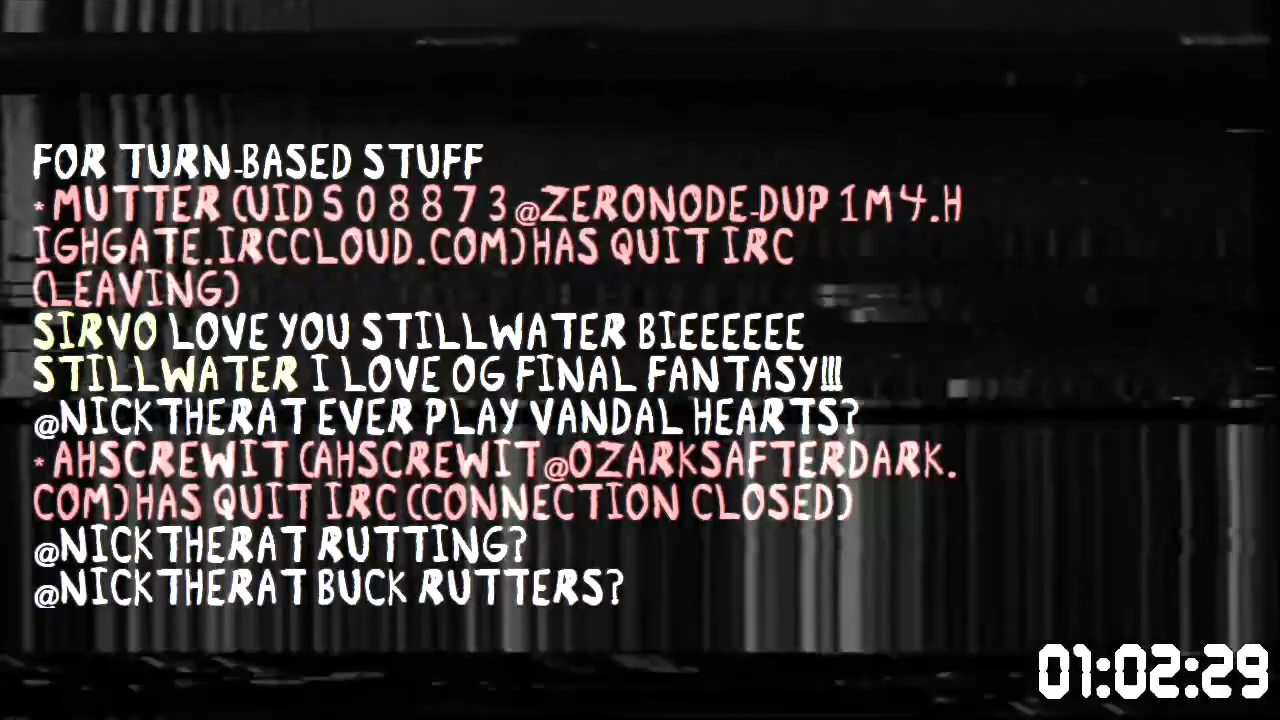 FOR TURN-BASED STUFF
* MUTTER (UID508873@ZERONODE-DUP1M4.H
IGHGATE.IRCCLOUD.COM) HAS QUIT IRC
(LEAVING)
SIRVO LOVE YOU STILLWATER BIEEEEEE
STILLWATER I LOVE OG FINAL FANTASY!!!
@NICKTHERAT EVER PLAY VANDAL HEARTS?
* AHSCREWIT (AHSCREWIT@OZARKSAFTERDARK.
COM) HAS QUIT IRC (CONNECTION CLOSED)
@NICKTHERAT RUTTING?
@NICKTHERAT BUCK RUTTERS?
01:02:29